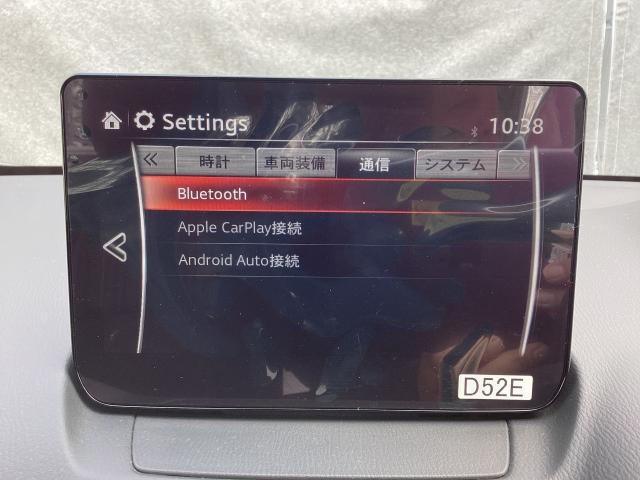 Settings
10:38
時計 車両装備 通信 システム
Bluetooth
Apple CarPlay接続
Android Auto接続
D52E